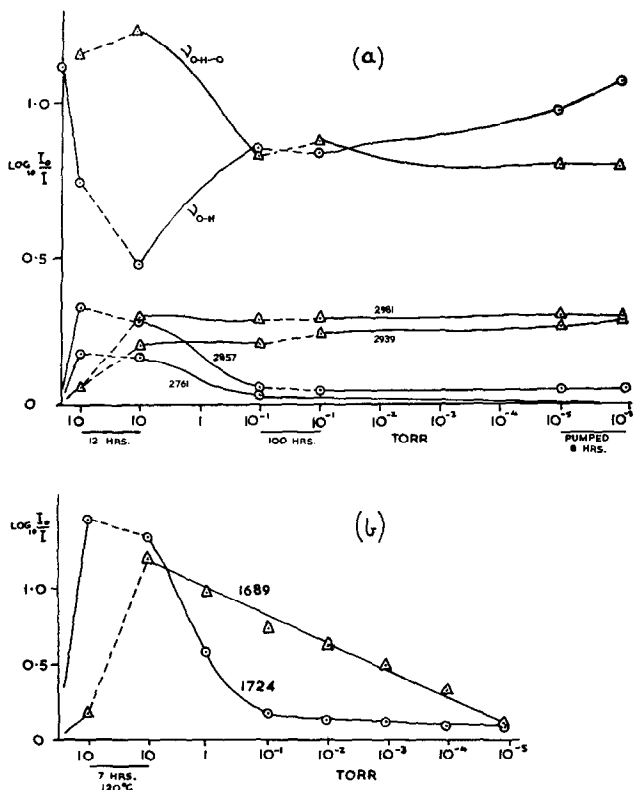 (a)
ν O-H--O
1.0
LOG₁₀ I₀/I
ν O-H
0.5
2981
2939
2857
2761
0
10 10 1 10⁻¹ 10⁻¹ 10⁻² 10⁻³ 10⁻⁴ 10⁻⁵ 10⁻⁶
12 HRS. 100 HRS. TORR PUMPED 8 HRS.
(b)
LOG₁₀ I₀/I
1.0
1689
0.5
1724
0
10 10 1 10⁻¹ 10⁻² 10⁻³ 10⁻⁴ 10⁻⁵
7 HRS. 120°C TORR